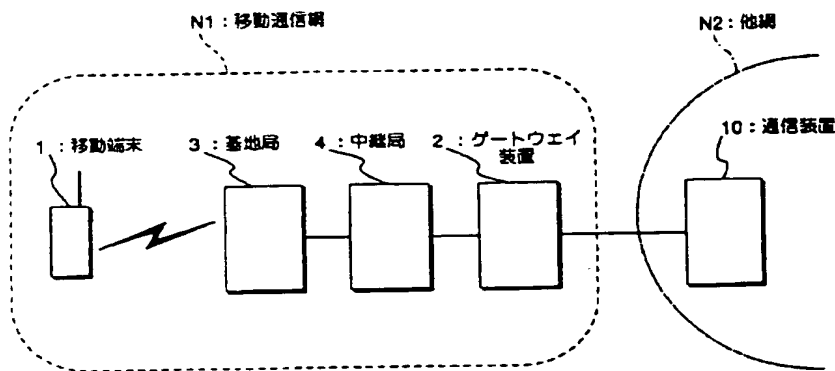 N1：移動通信網
N2：他網
1：移動端末
3：基地局
4：中継局
2：ゲートウェイ
装置
10：通信装置